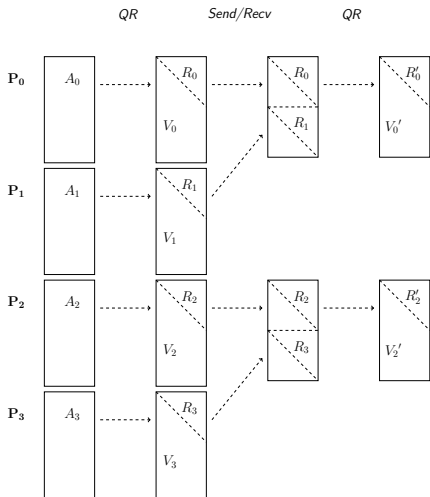 QR Send/Recv QR
P₀ A₀ R₀ R₀ R₀′
V₀ R₁ V₀′
P₁ A₁ R₁
V₁
P₂ A₂ R₂ R₂ R₂′
V₂ R₃ V₂′
P₃ A₃ R₃
V₃